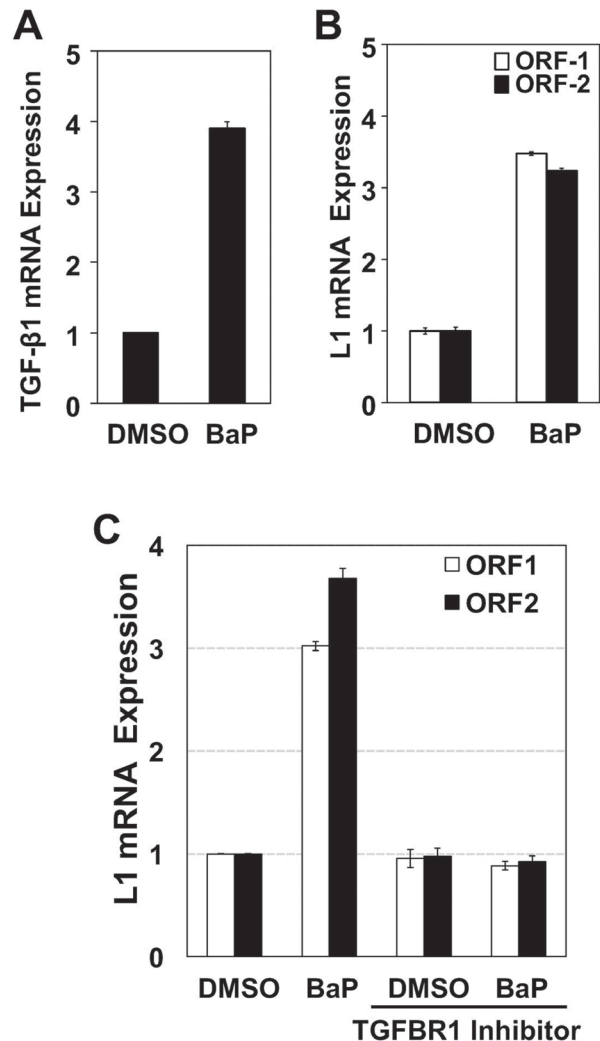 A
TGF-β1 mRNA Expression
5
4
3
2
1
0
DMSO BaP
B
L1 mRNA Expression
5
4
3
2
1
0
ORF-1
ORF-2
DMSO BaP
C
L1 mRNA Expression
4
3
2
1
0
ORF1
ORF2
DMSO BaP DMSO BaP
TGFBR1 Inhibitor